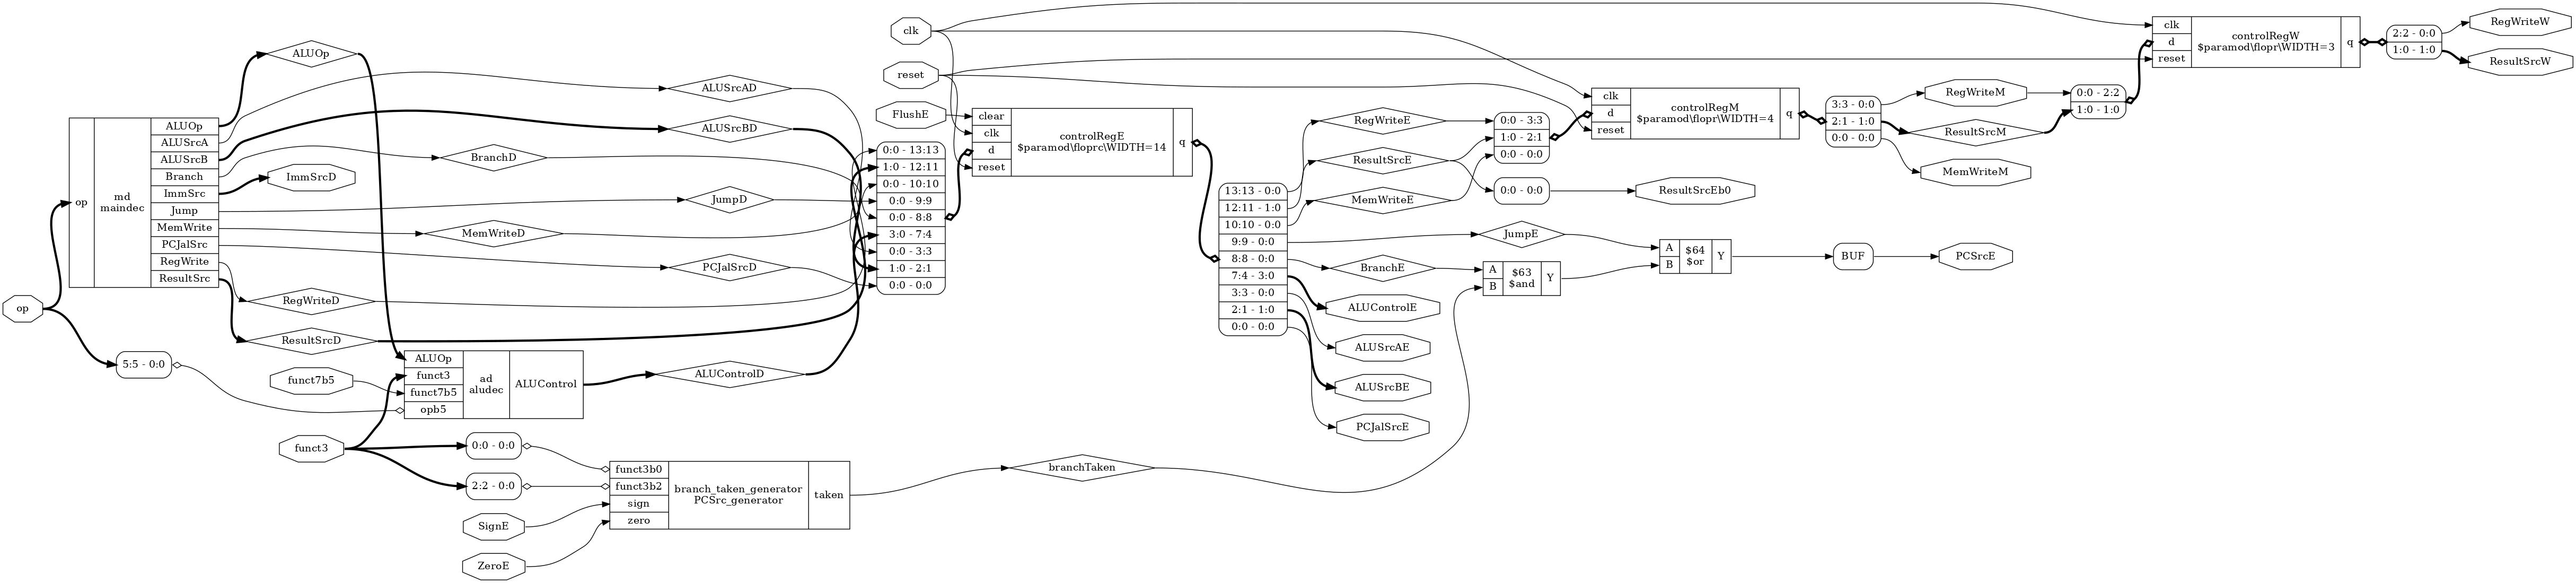 op
op
md
maindec
ALUOp
ALUSrcA
ALUSrcB
Branch
ImmSrc
Jump
MemWrite
PCJalSrc
RegWrite
ResultSrc
5:5 - 0:0
ALUOp
ALUSrcAD
ALUSrcBD
BranchD
ImmSrcD
JumpD
MemWriteD
PCJalSrcD
RegWriteD
ResultSrcD
funct7b5
funct3
ALUOp
funct3
funct7b5
opb5
ad
aludec
ALUControl
ALUControlD
0:0 - 0:0
2:2 - 0:0
SignE
ZeroE
funct3b0
funct3b2
sign
zero
branch_taken_generator
PCSrc_generator
taken
branchTaken
clk
reset
FlushE
0:0 - 13:13
1:0 - 12:11
0:0 - 10:10
0:0 - 9:9
0:0 - 8:8
3:0 - 7:4
0:0 - 3:3
1:0 - 2:1
0:0 - 0:0
clear
clk
d
reset
controlRegE
$paramod\floprc\WIDTH=14
q
13:13 - 0:0
12:11 - 1:0
10:10 - 0:0
9:9 - 0:0
8:8 - 0:0
7:4 - 3:0
3:3 - 0:0
2:1 - 1:0
0:0 - 0:0
RegWriteE
ResultSrcE
MemWriteE
JumpE
BranchE
ALUControlE
ALUSrcAE
ALUSrcBE
PCJalSrcE
0:0 - 3:3
1:0 - 2:1
0:0 - 0:0
0:0 - 0:0
ResultSrcEb0
A
B
$63
$and
Y
A
B
$64
$or
Y
BUF
PCSrcE
clk
d
reset
controlRegM
$paramod\flopr\WIDTH=4
q
3:3 - 0:0
2:1 - 1:0
0:0 - 0:0
RegWriteM
ResultSrcM
MemWriteM
0:0 - 2:2
1:0 - 1:0
clk
d
reset
controlRegW
$paramod\flopr\WIDTH=3
q
2:2 - 0:0
1:0 - 1:0
RegWriteW
ResultSrcW